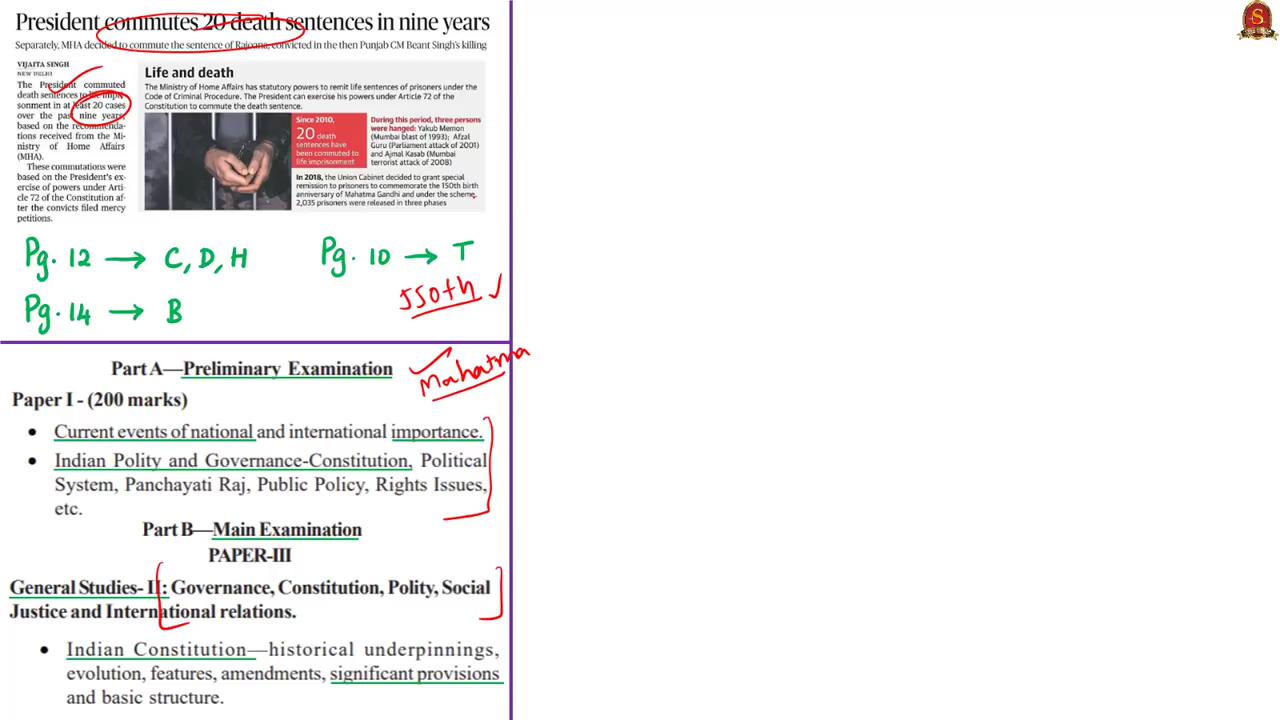 President commutes 20 death sentences in nine years
Separately, MHA decided to commute the sentence of Rajoana, convicted in the then Punjab CM Beant Singh's killing
VIJAITA SINGH
NEW DELHI
The President commuted
death sentences to life impri-
sonment in at least 20 cases
over the past nine years,
based on the recommenda-
tions received from the Mi-
nistry of Home Affairs
(MHA).
These commutations were
based on the President's ex-
ercise of powers under Arti-
cle 72 of the Constitution af-
ter the convicts filed mercy
petitions.
Life and death
The Ministry of Home Affairs has statutory powers to remit life sentences of prisoners under the
Code of Criminal Procedure. The President can exercise his powers under Article 72 of the
Constitution to commute the death sentence.
Since 2010,
20 death
sentences have
been commuted to
life imprisonment
During this period, three persons
were hanged: Yakub Memon
(Mumbai blast of 1993); Afzal
Guru (Parliament attack of 2001)
and Ajmal Kasab (Mumbai
terrorist attack of 2008)
In 2018, the Union Cabinet decided to grant special
remission to prisoners to commemorate the 150th birth
anniversary of Mahatma Gandhi and under the scheme,
2,035 prisoners were released in three phases
Pg. 12 → C, D, H
Pg. 10 → T
Pg. 14 → B
550th ✓
Part A—Preliminary Examination
Mahatma
Paper I - (200 marks)
• Current events of national and international importance.
• Indian Polity and Governance-Constitution, Political
System, Panchayati Raj, Public Policy, Rights Issues,
etc.
Part B—Main Examination
PAPER-III
General Studies- II: Governance, Constitution, Polity, Social
Justice and International relations.
• Indian Constitution—historical underpinnings,
evolution, features, amendments, significant provisions
and basic structure.